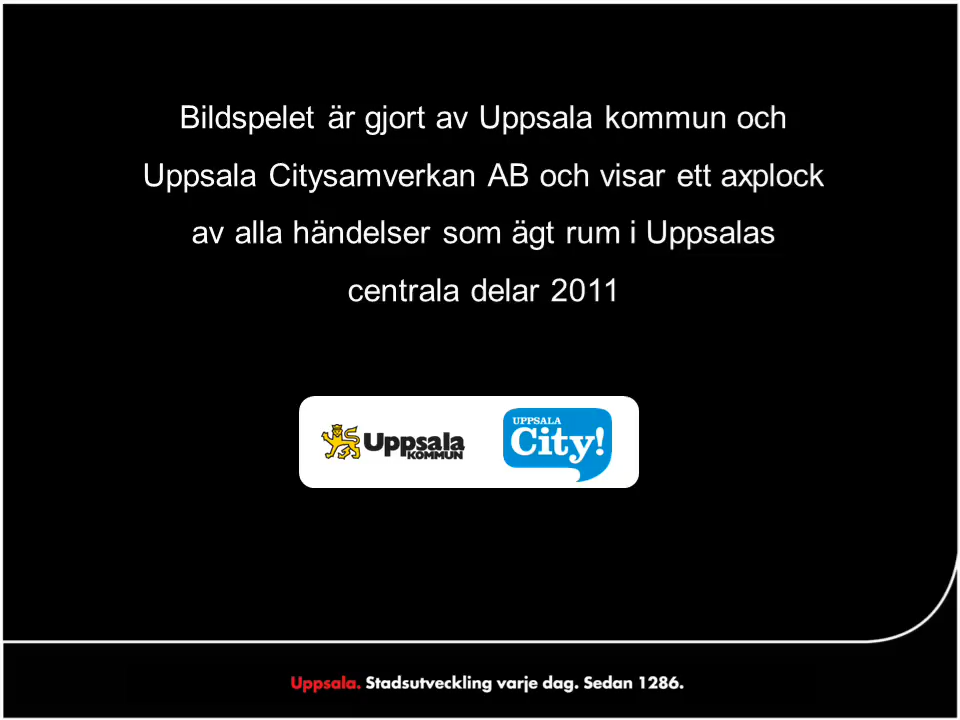 Bildspelet är gjort av Uppsala kommun och
Uppsala Citysamverkan AB och visar ett axplock
av alla händelser som ägt rum i Uppsalas
centrala delar 2011
Uppsala
KOMMUN
UPPSALA
City!
Uppsala. Stadsutveckling varje dag. Sedan 1286.